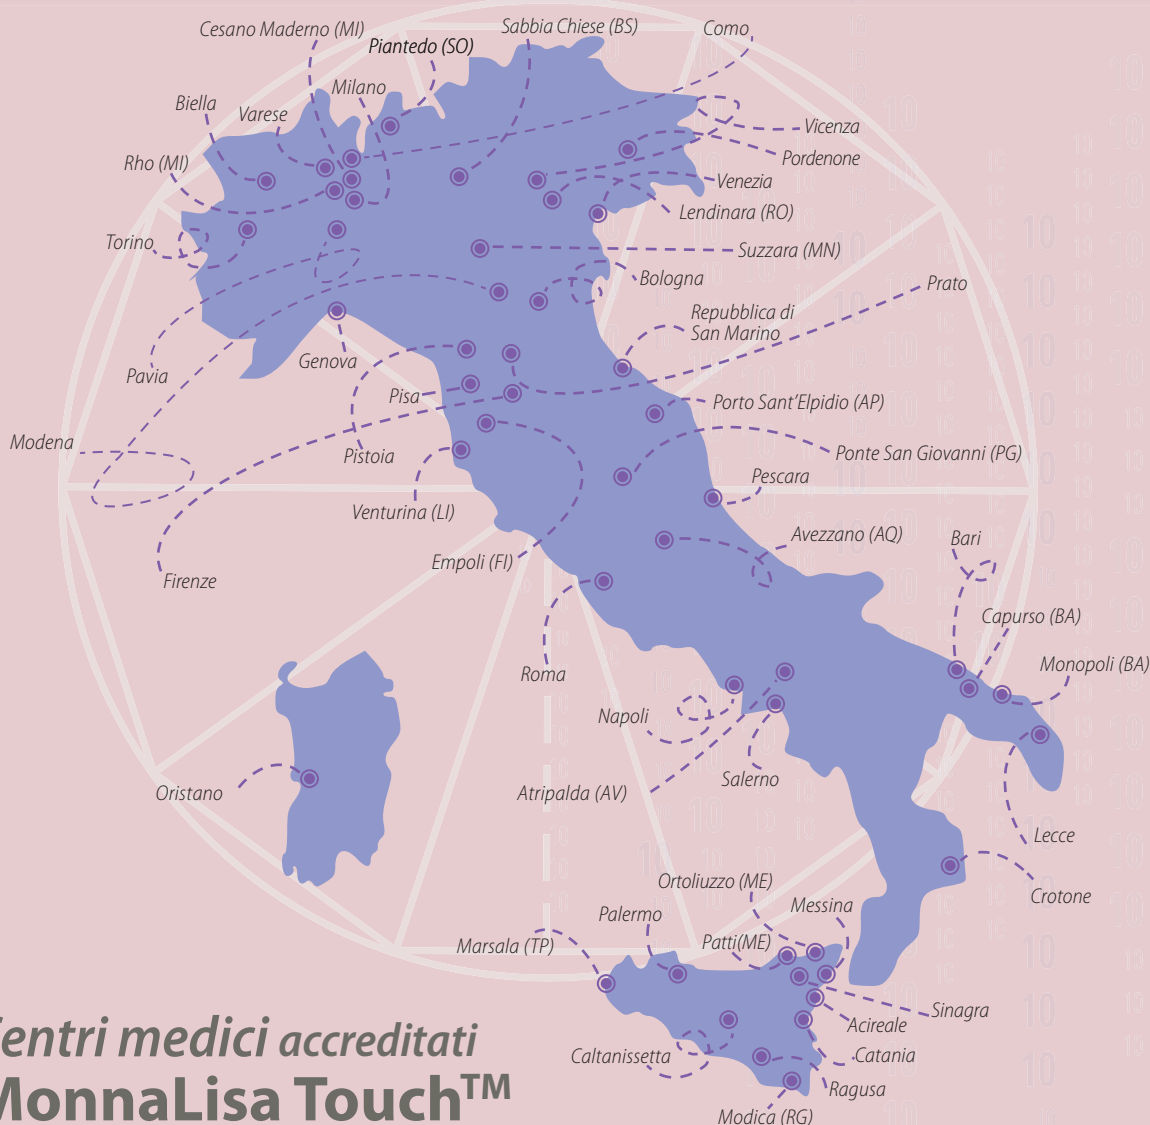 Cesano Maderno (MI)
Sabbia Chiese (BS)
Como
Piantedo (SO)
Milano
Biella
Varese
Vicenza
Rho (MI)
Pordenone
Venezia
Lendinara (RO)
Torino
Suzzara (MN)
Bologna
Prato
Repubblica di
San Marino
Genova
Pavia
Pisa
Porto Sant'Elpidio (AP)
Modena
Pistoia
Ponte San Giovanni (PG)
Pescara
Venturina (LI)
Avezzano (AQ)
Bari
Empoli (FI)
Firenze
Capurso (BA)
Monopoli (BA)
Roma
Napoli
Salerno
Oristano
Atripalda (AV)
Lecce
Ortoliuzzo (ME)
Crotone
Messina
Palermo
Patti(ME)
Marsala (TP)
Sinagra
Acireale
Caltanissetta
Catania
Ragusa
Modica (RG)
entri medici accreditati
MonnaLisa Touch™